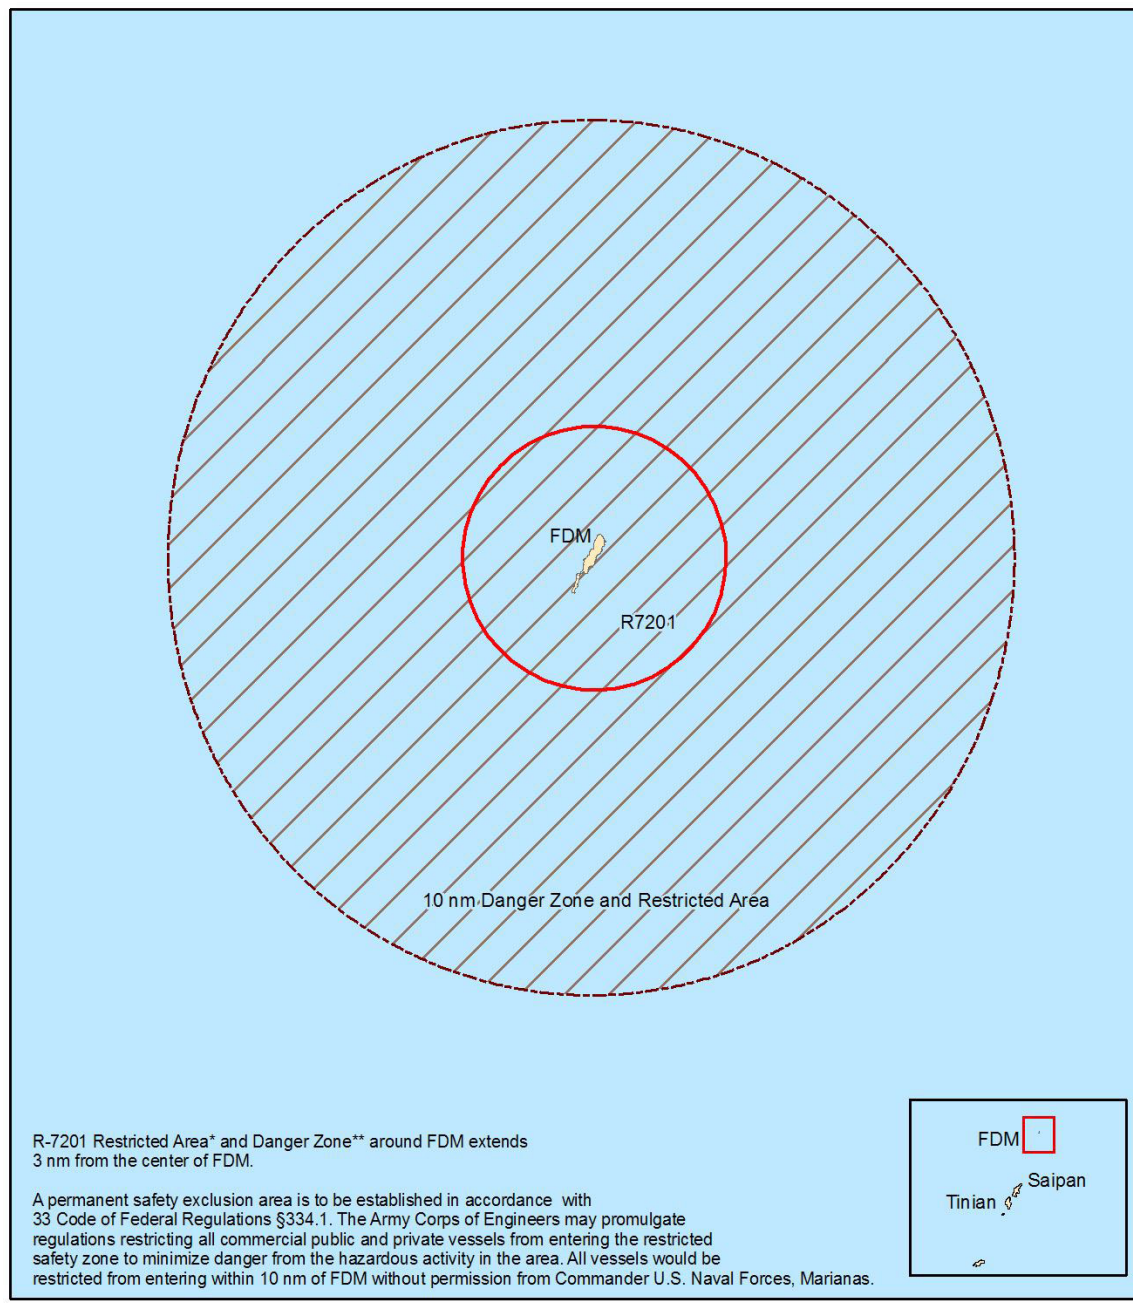 FDM
R7201
10 nm Danger Zone and Restricted Area
R-7201 Restricted Area* and Danger Zone** around FDM extends
3 nm from the center of FDM.
A permanent safety exclusion area is to be established in accordance with
33 Code of Federal Regulations §334.1. The Army Corps of Engineers may promulgate
regulations restricting all commercial public and private vessels from entering the restricted
safety zone to minimize danger from the hazardous activity in the area. All vessels would be
restricted from entering within 10 nm of FDM without permission from Commander U.S. Naval Forces, Marianas.
FDM
Saipan
Tinian